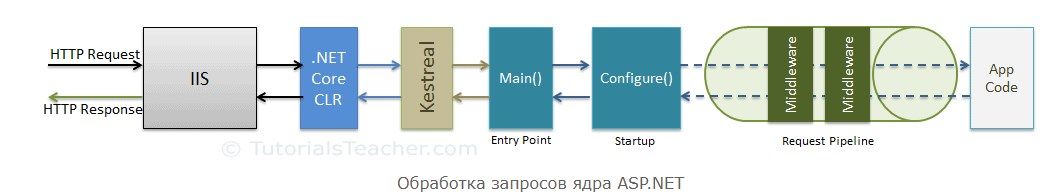 HTTP Request
HTTP Response
IIS
.NET
Core
CLR
Kestreal
Main()
Entry Point
Configure()
Startup
Middleware
Middleware
Request Pipeline
App
Code
© TutorialsTeacher.com
Обработка запросов ядра ASP.NET